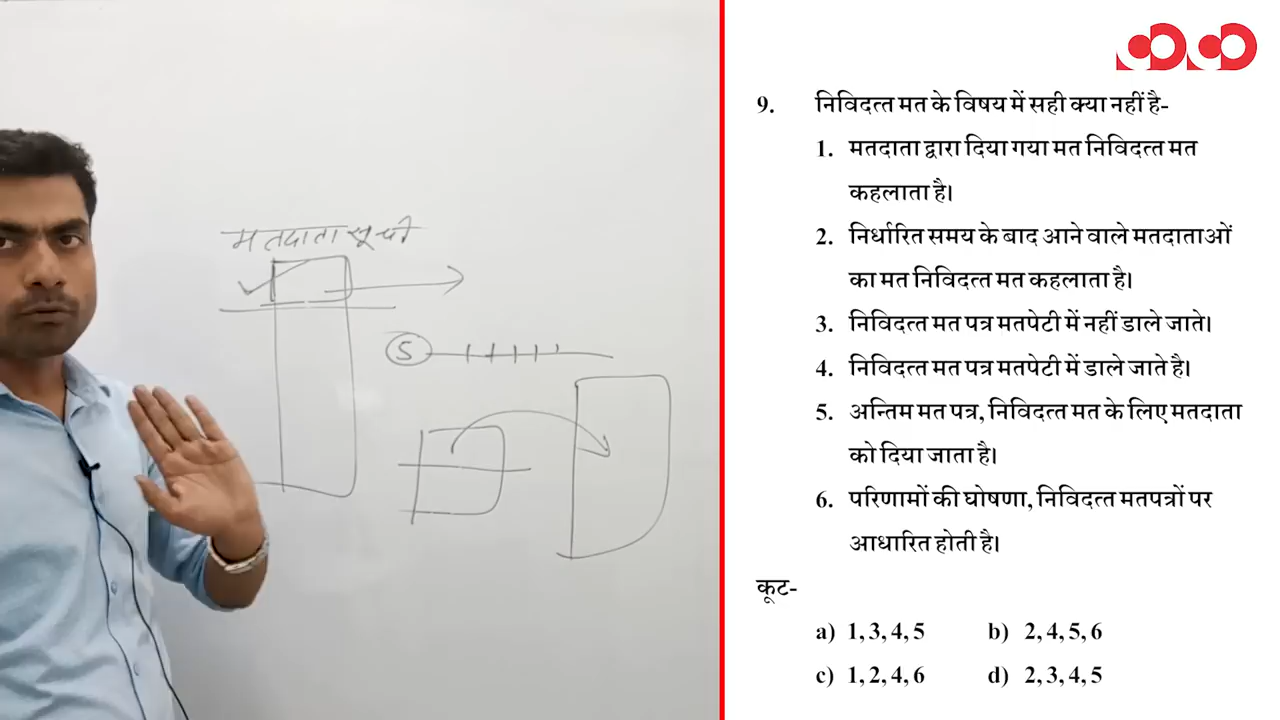 मतदाता सूची
5
9. निविदत्त मत के विषय में सही क्या नहीं है-
1. मतदाता द्वारा दिया गया मत निविदत्त मत
कहलाता है।
2. निर्धारित समय के बाद आने वाले मतदाताओं
का मत निविदत्त मत कहलाता है।
3. निविदत्त मत पत्र मतपेटी में नहीं डाले जाते।
4. निविदत्त मत पत्र मतपेटी में डाले जाते है।
5. अन्तिम मत पत्र, निविदत्त मत के लिए मतदाता
को दिया जाता है।
6. परिणामों की घोषणा, निविदत्त मतपत्रों पर
आधारित होती है।
कूट-
a) 1, 3, 4, 5 b) 2, 4, 5, 6
c) 1, 2, 4, 6 d) 2, 3, 4, 5